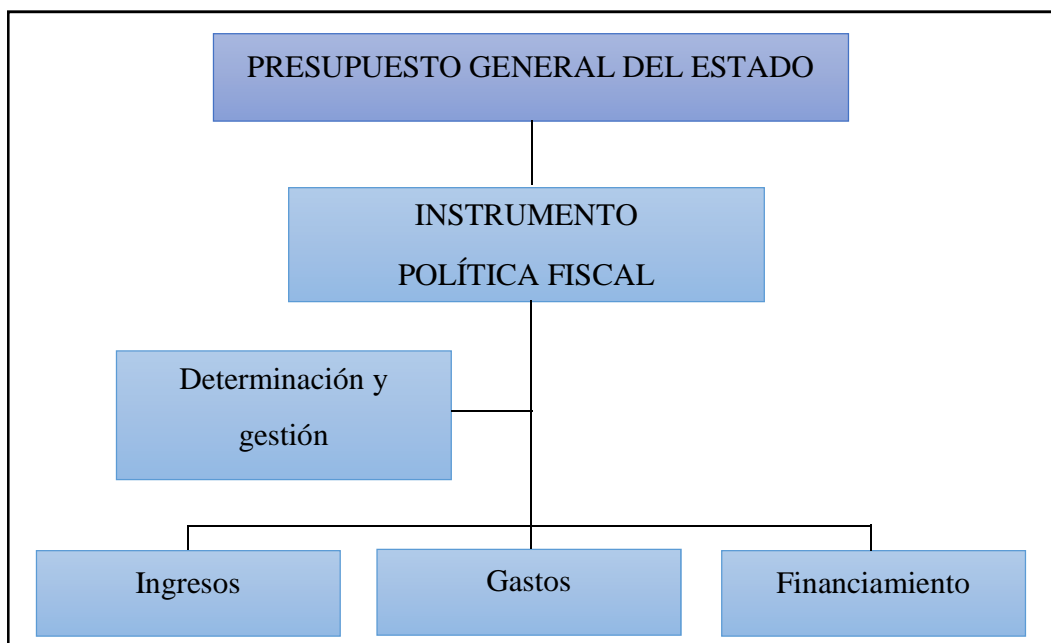 PRESUPUESTO GENERAL DEL ESTADO
INSTRUMENTO
POLÍTICA FISCAL
Determinación y
gestión
Ingresos
Gastos
Financiamiento